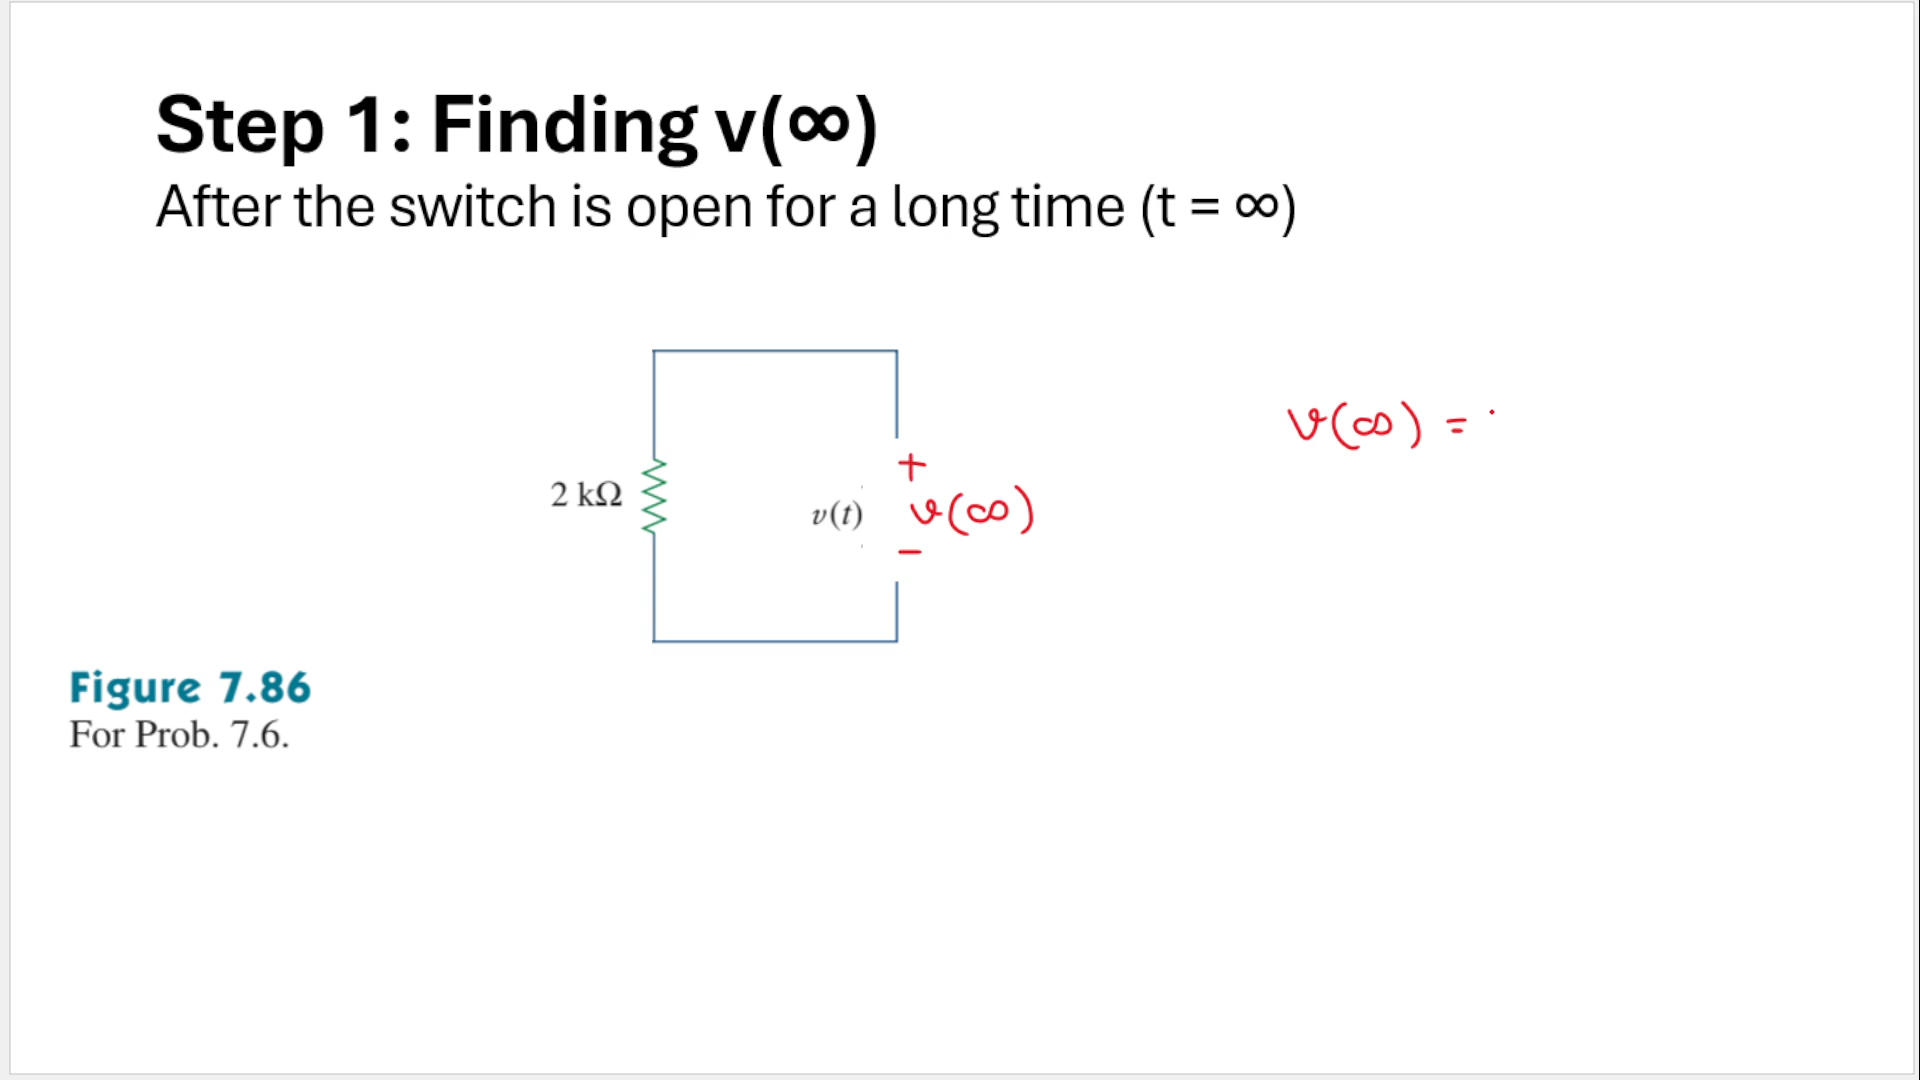 Step 1: Finding v(∞)
After the switch is open for a long time (t = ∞)
v(∞) =
+
2 kΩ
v(t) v(∞)
−
Figure 7.86
For Prob. 7.6.